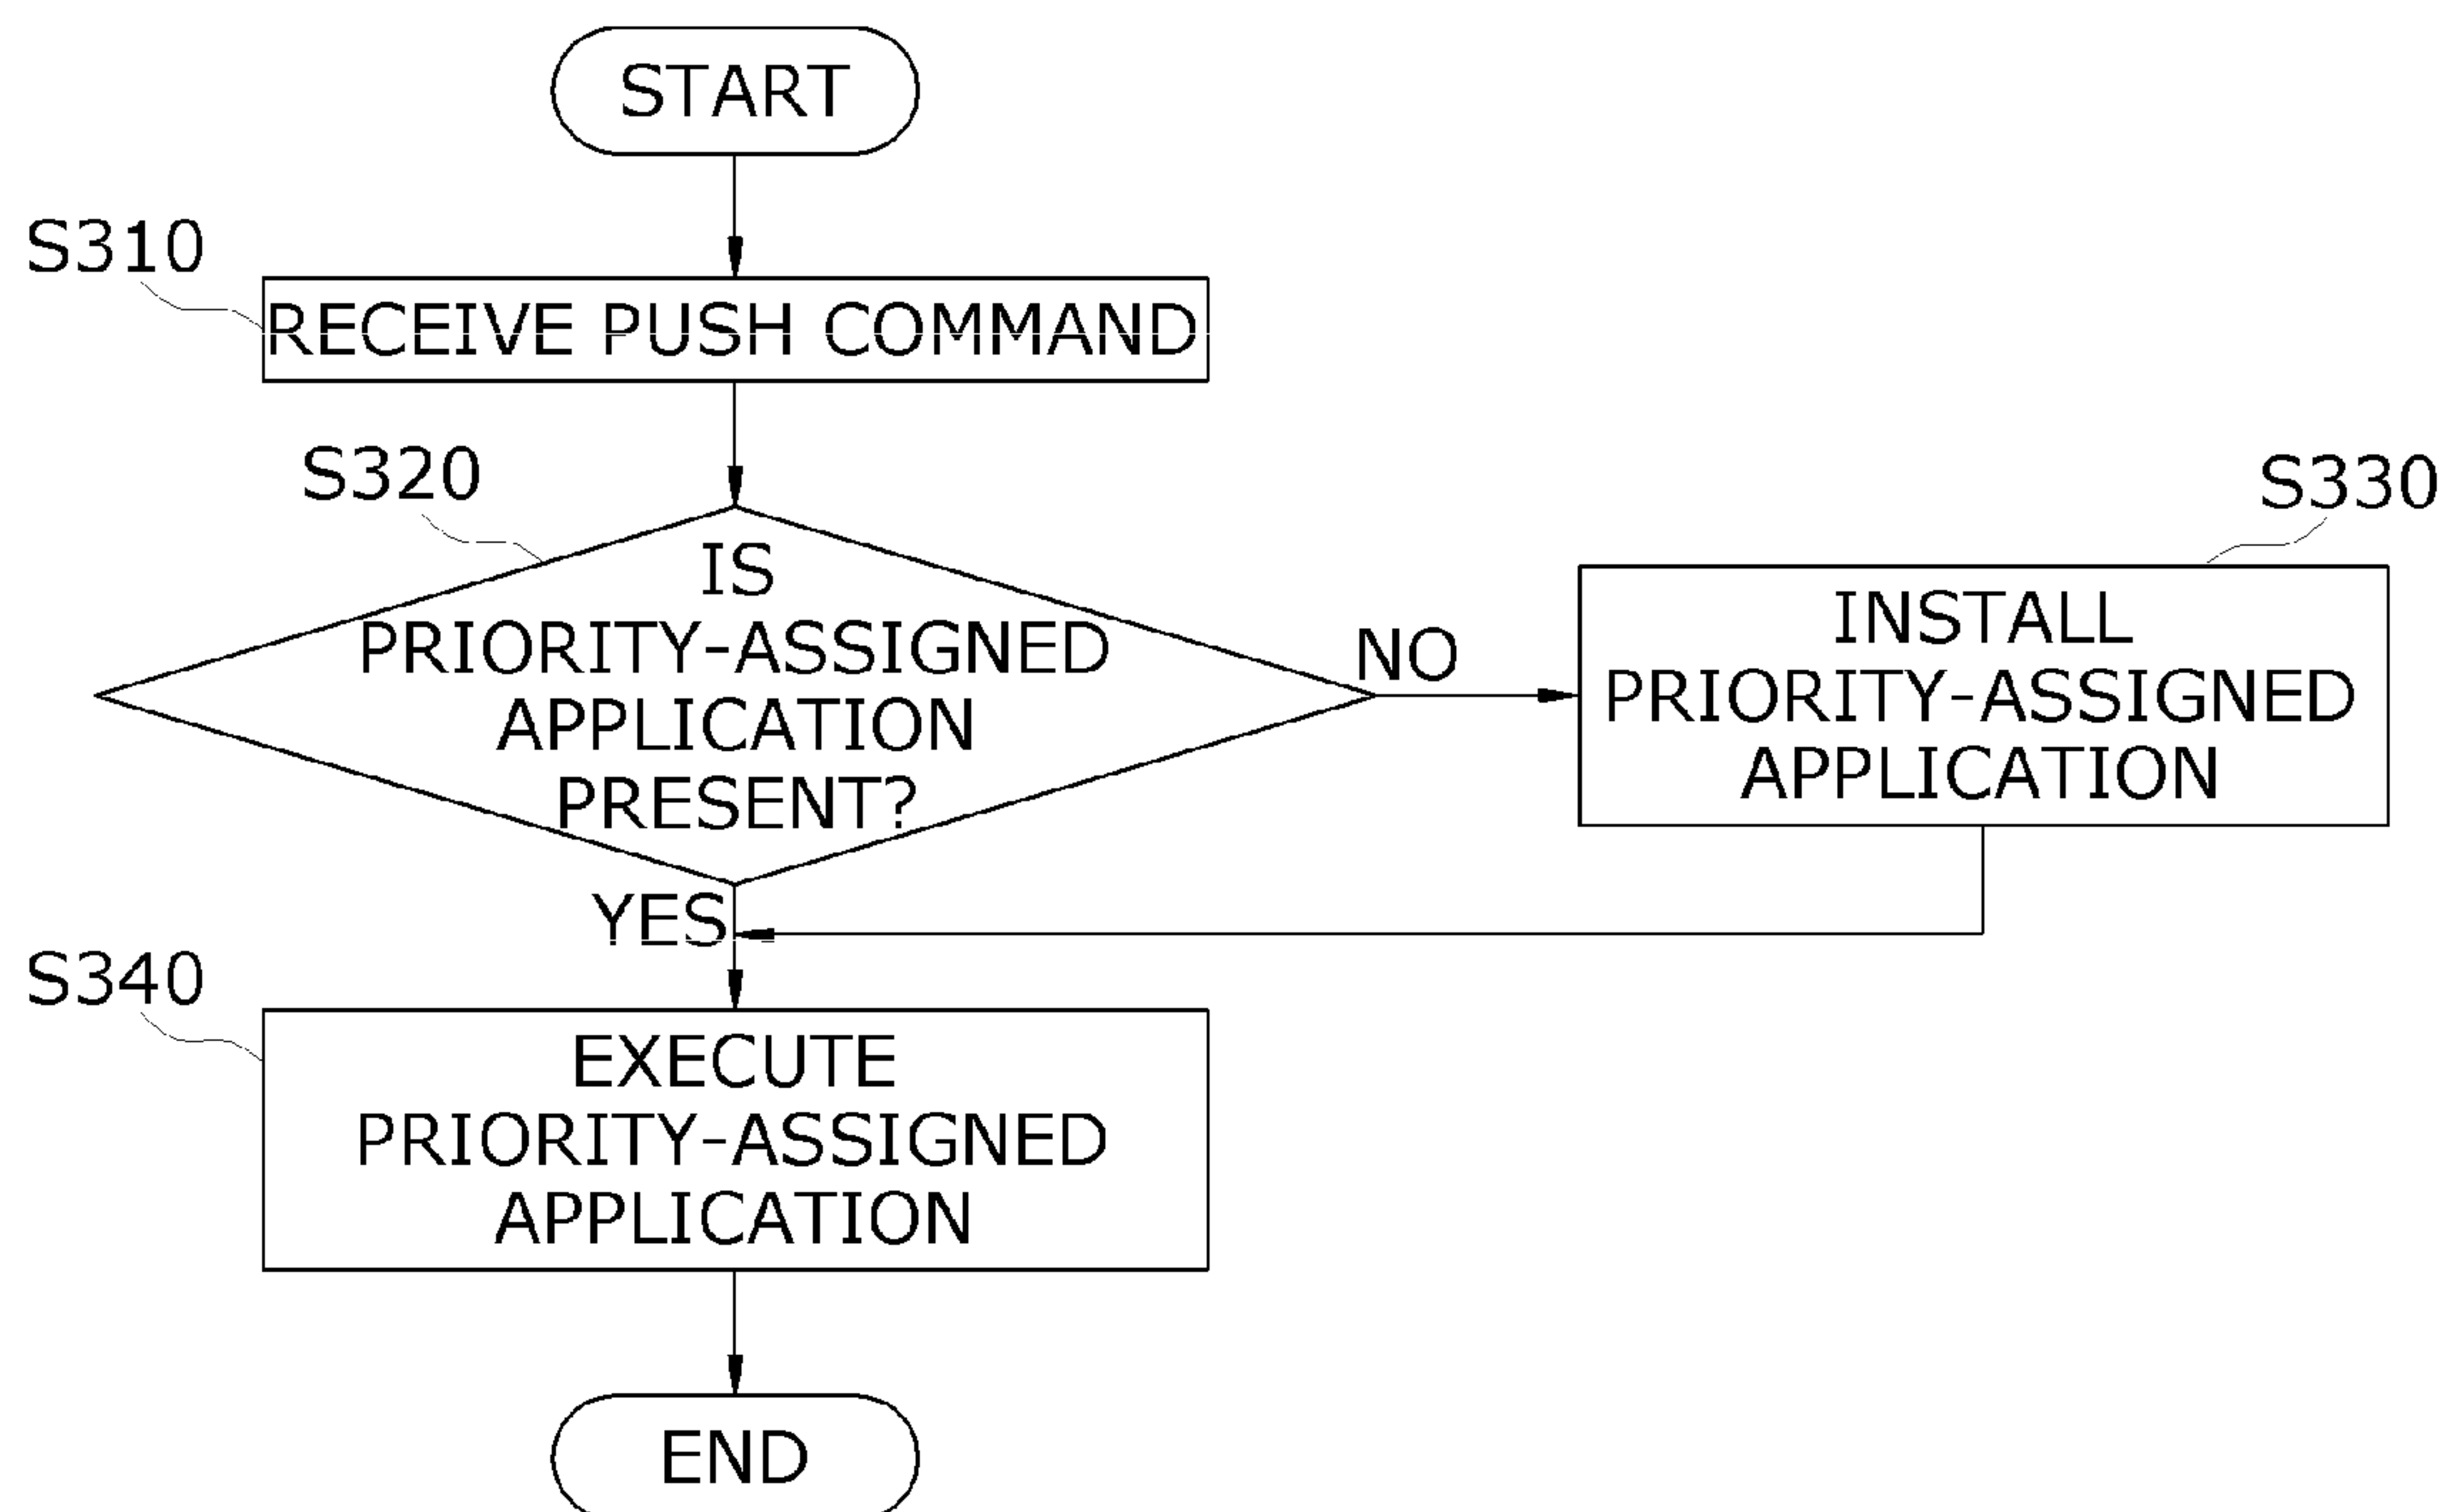 START
S310
RECEIVE PUSH COMMAND
S320
IS
PRIORITY-ASSIGNED
APPLICATION
PRESENT?
NO
S330
INSTALL
PRIORITY-ASSIGNED
APPLICATION
YES
S340
EXECUTE
PRIORITY-ASSIGNED
APPLICATION
END